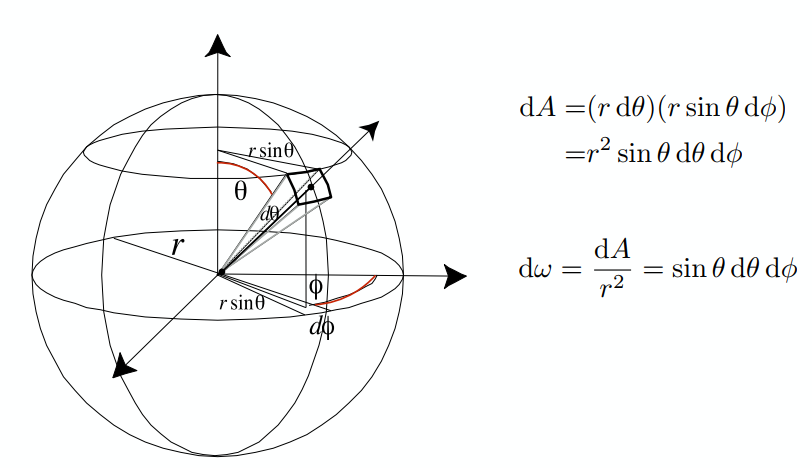 r sinθ
θ
dθ
r
ϕ
r sinθ
dϕ
dA =(r dθ)(r sin θ dϕ)
=r² sin θ dθ dϕ
dω = dA/r² = sin θ dθ dϕ